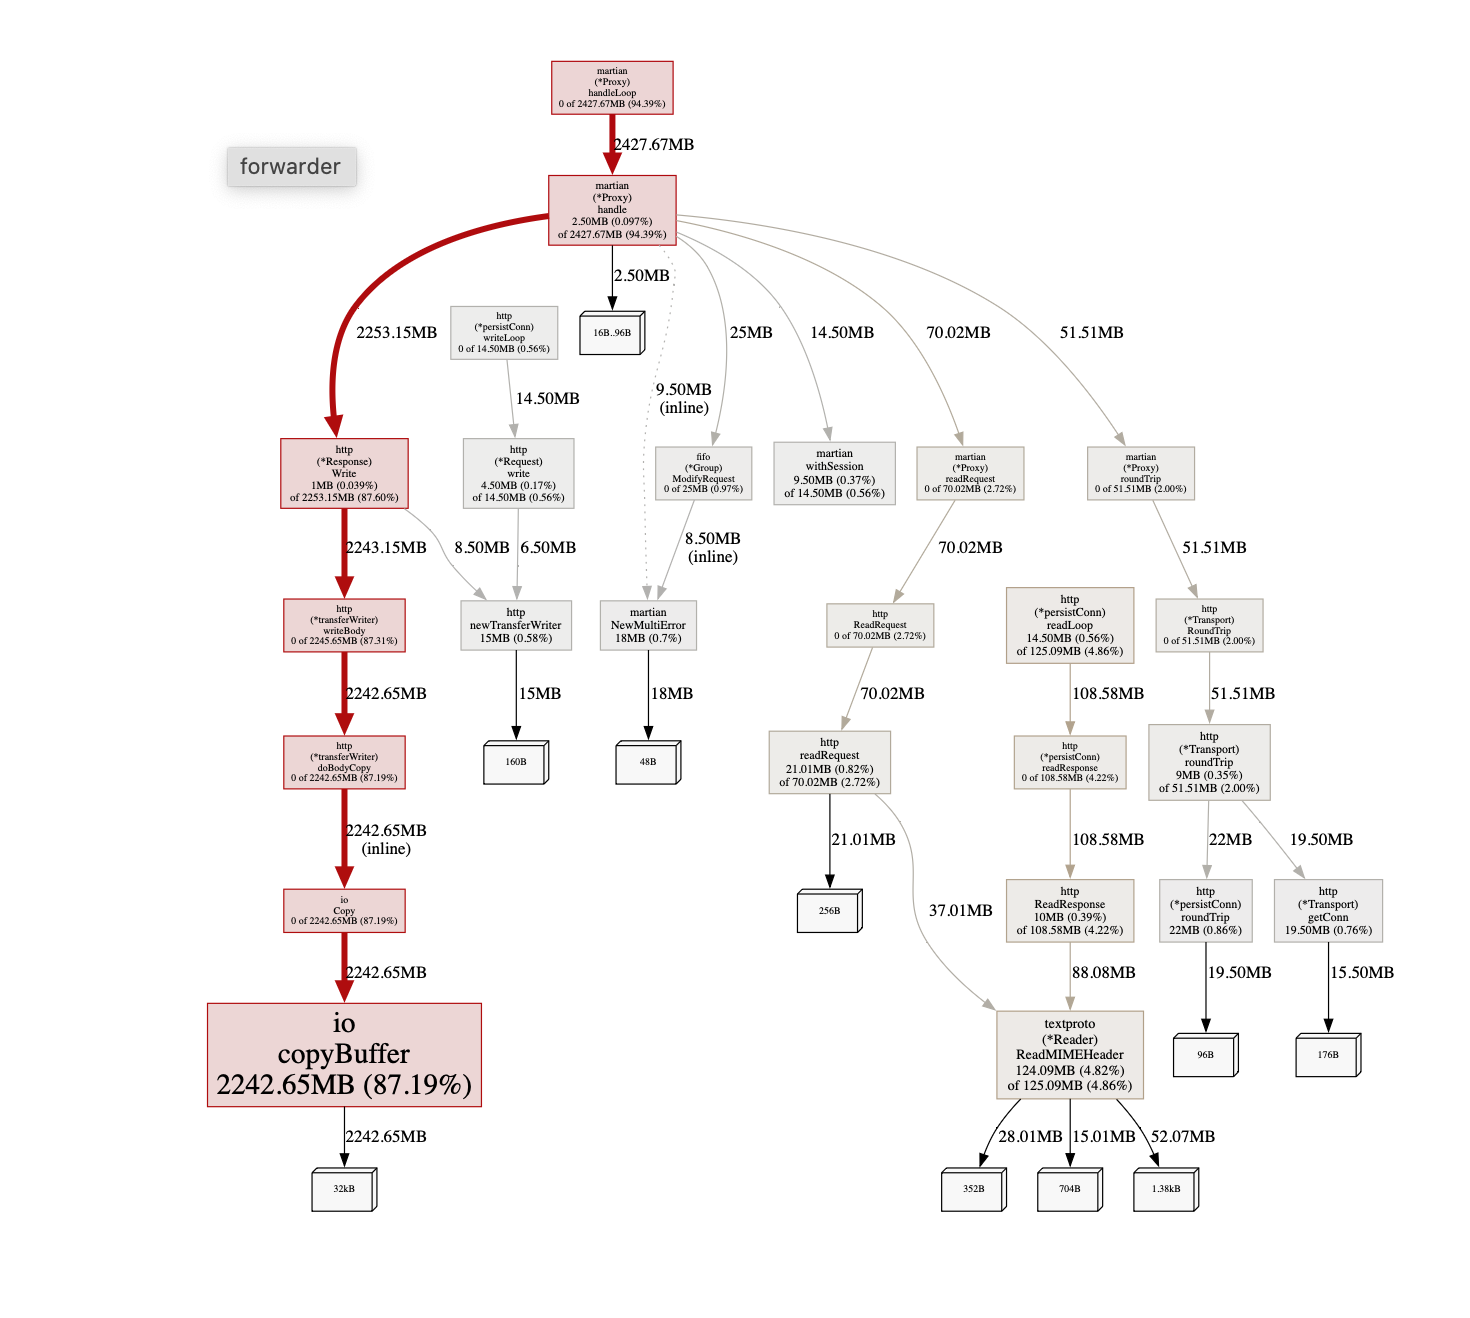 martian
(*Proxy)
handleLoop
0 of 2427.67MB (94.39%)
2427.67MB
forwarder
martian
(*Proxy)
handle
2.50MB (0.097%)
of 2427.67MB (94.39%)
2253.15MB
2.50MB
25MB
14.50MB
70.02MB
51.51MB
http
(*persistConn)
writeLoop
0 of 14.50MB (0.56%)
16B..96B
14.50MB
9.50MB
(inline)
http
(*Response)
Write
1MB (0.039%)
of 2253.15MB (87.60%)
http
(*Request)
write
4.50MB (0.17%)
of 14.50MB (0.56%)
fifo
(*Group)
ModifyRequest
0 of 25MB (0.97%)
martian
withSession
9.50MB (0.37%)
of 14.50MB (0.56%)
martian
(*Proxy)
readRequest
0 of 70.02MB (2.72%)
martian
(*Proxy)
roundTrip
0 of 51.51MB (2.00%)
2243.15MB
8.50MB
6.50MB
8.50MB
(inline)
70.02MB
51.51MB
http
(*transferWriter)
writeBody
0 of 2245.65MB (87.31%)
http
newTransferWriter
15MB (0.58%)
martian
NewMultiError
18MB (0.7%)
http
ReadRequest
0 of 70.02MB (2.72%)
http
(*persistConn)
readLoop
14.50MB (0.56%)
of 125.09MB (4.86%)
http
(*Transport)
RoundTrip
0 of 51.51MB (2.00%)
2242.65MB
15MB
18MB
70.02MB
108.58MB
51.51MB
http
(*transferWriter)
doBodyCopy
0 of 2242.65MB (87.19%)
160B
48B
http
readRequest
21.01MB (0.82%)
of 70.02MB (2.72%)
http
(*persistConn)
readResponse
0 of 108.58MB (4.22%)
http
(*Transport)
roundTrip
9MB (0.35%)
of 51.51MB (2.00%)
2242.65MB
(inline)
21.01MB
108.58MB
22MB
19.50MB
io
Copy
0 of 2242.65MB (87.19%)
256B
37.01MB
http
ReadResponse
10MB (0.39%)
of 108.58MB (4.22%)
http
(*persistConn)
roundTrip
22MB (0.86%)
http
(*Transport)
getConn
19.50MB (0.76%)
2242.65MB
88.08MB
19.50MB
15.50MB
io
copyBuffer
2242.65MB (87.19%)
textproto
(*Reader)
ReadMIMEHeader
124.09MB (4.82%)
of 125.09MB (4.86%)
96B
176B
2242.65MB
28.01MB
15.01MB
52.07MB
32kB
352B
704B
1.38kB